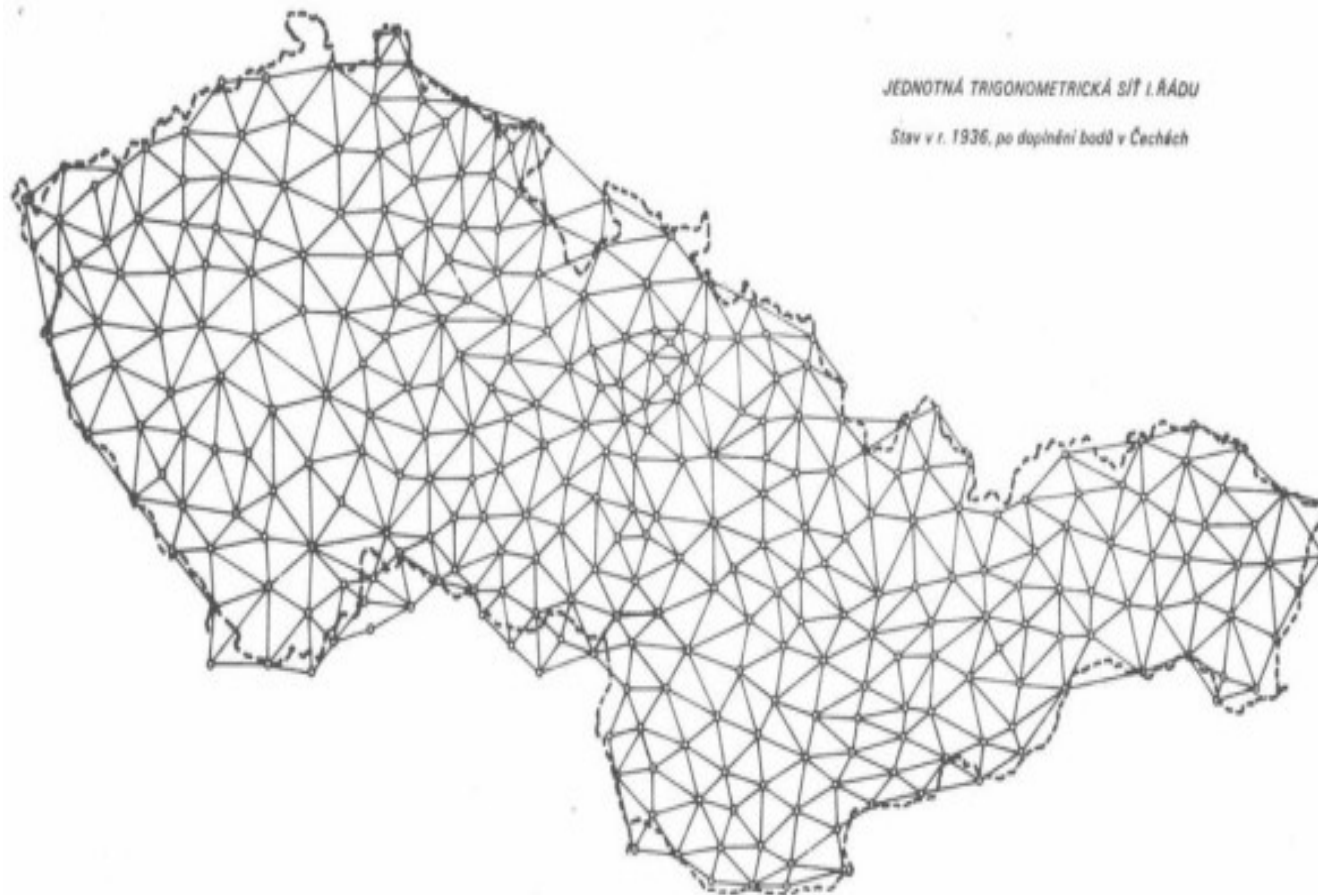 JEDNOTNÁ TRIGONOMETRICKÁ SÍŤ I. ŘÁDU
Stav v r. 1936, po doplnění bodů v Čechách